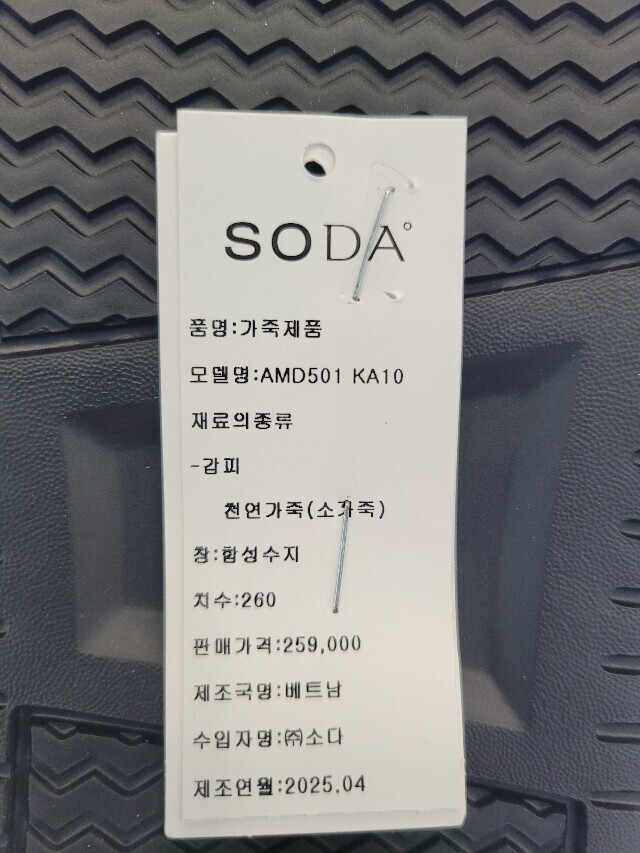 SODA
품명:가죽제품
모델명:AMD501 KA10
재료의종류
-갑피
천연가죽(소가죽)
창:합성수지
치수:260
판매가격:259,000
제조국명:베트남
수입자명:㈜소다
제조연월:2025.04